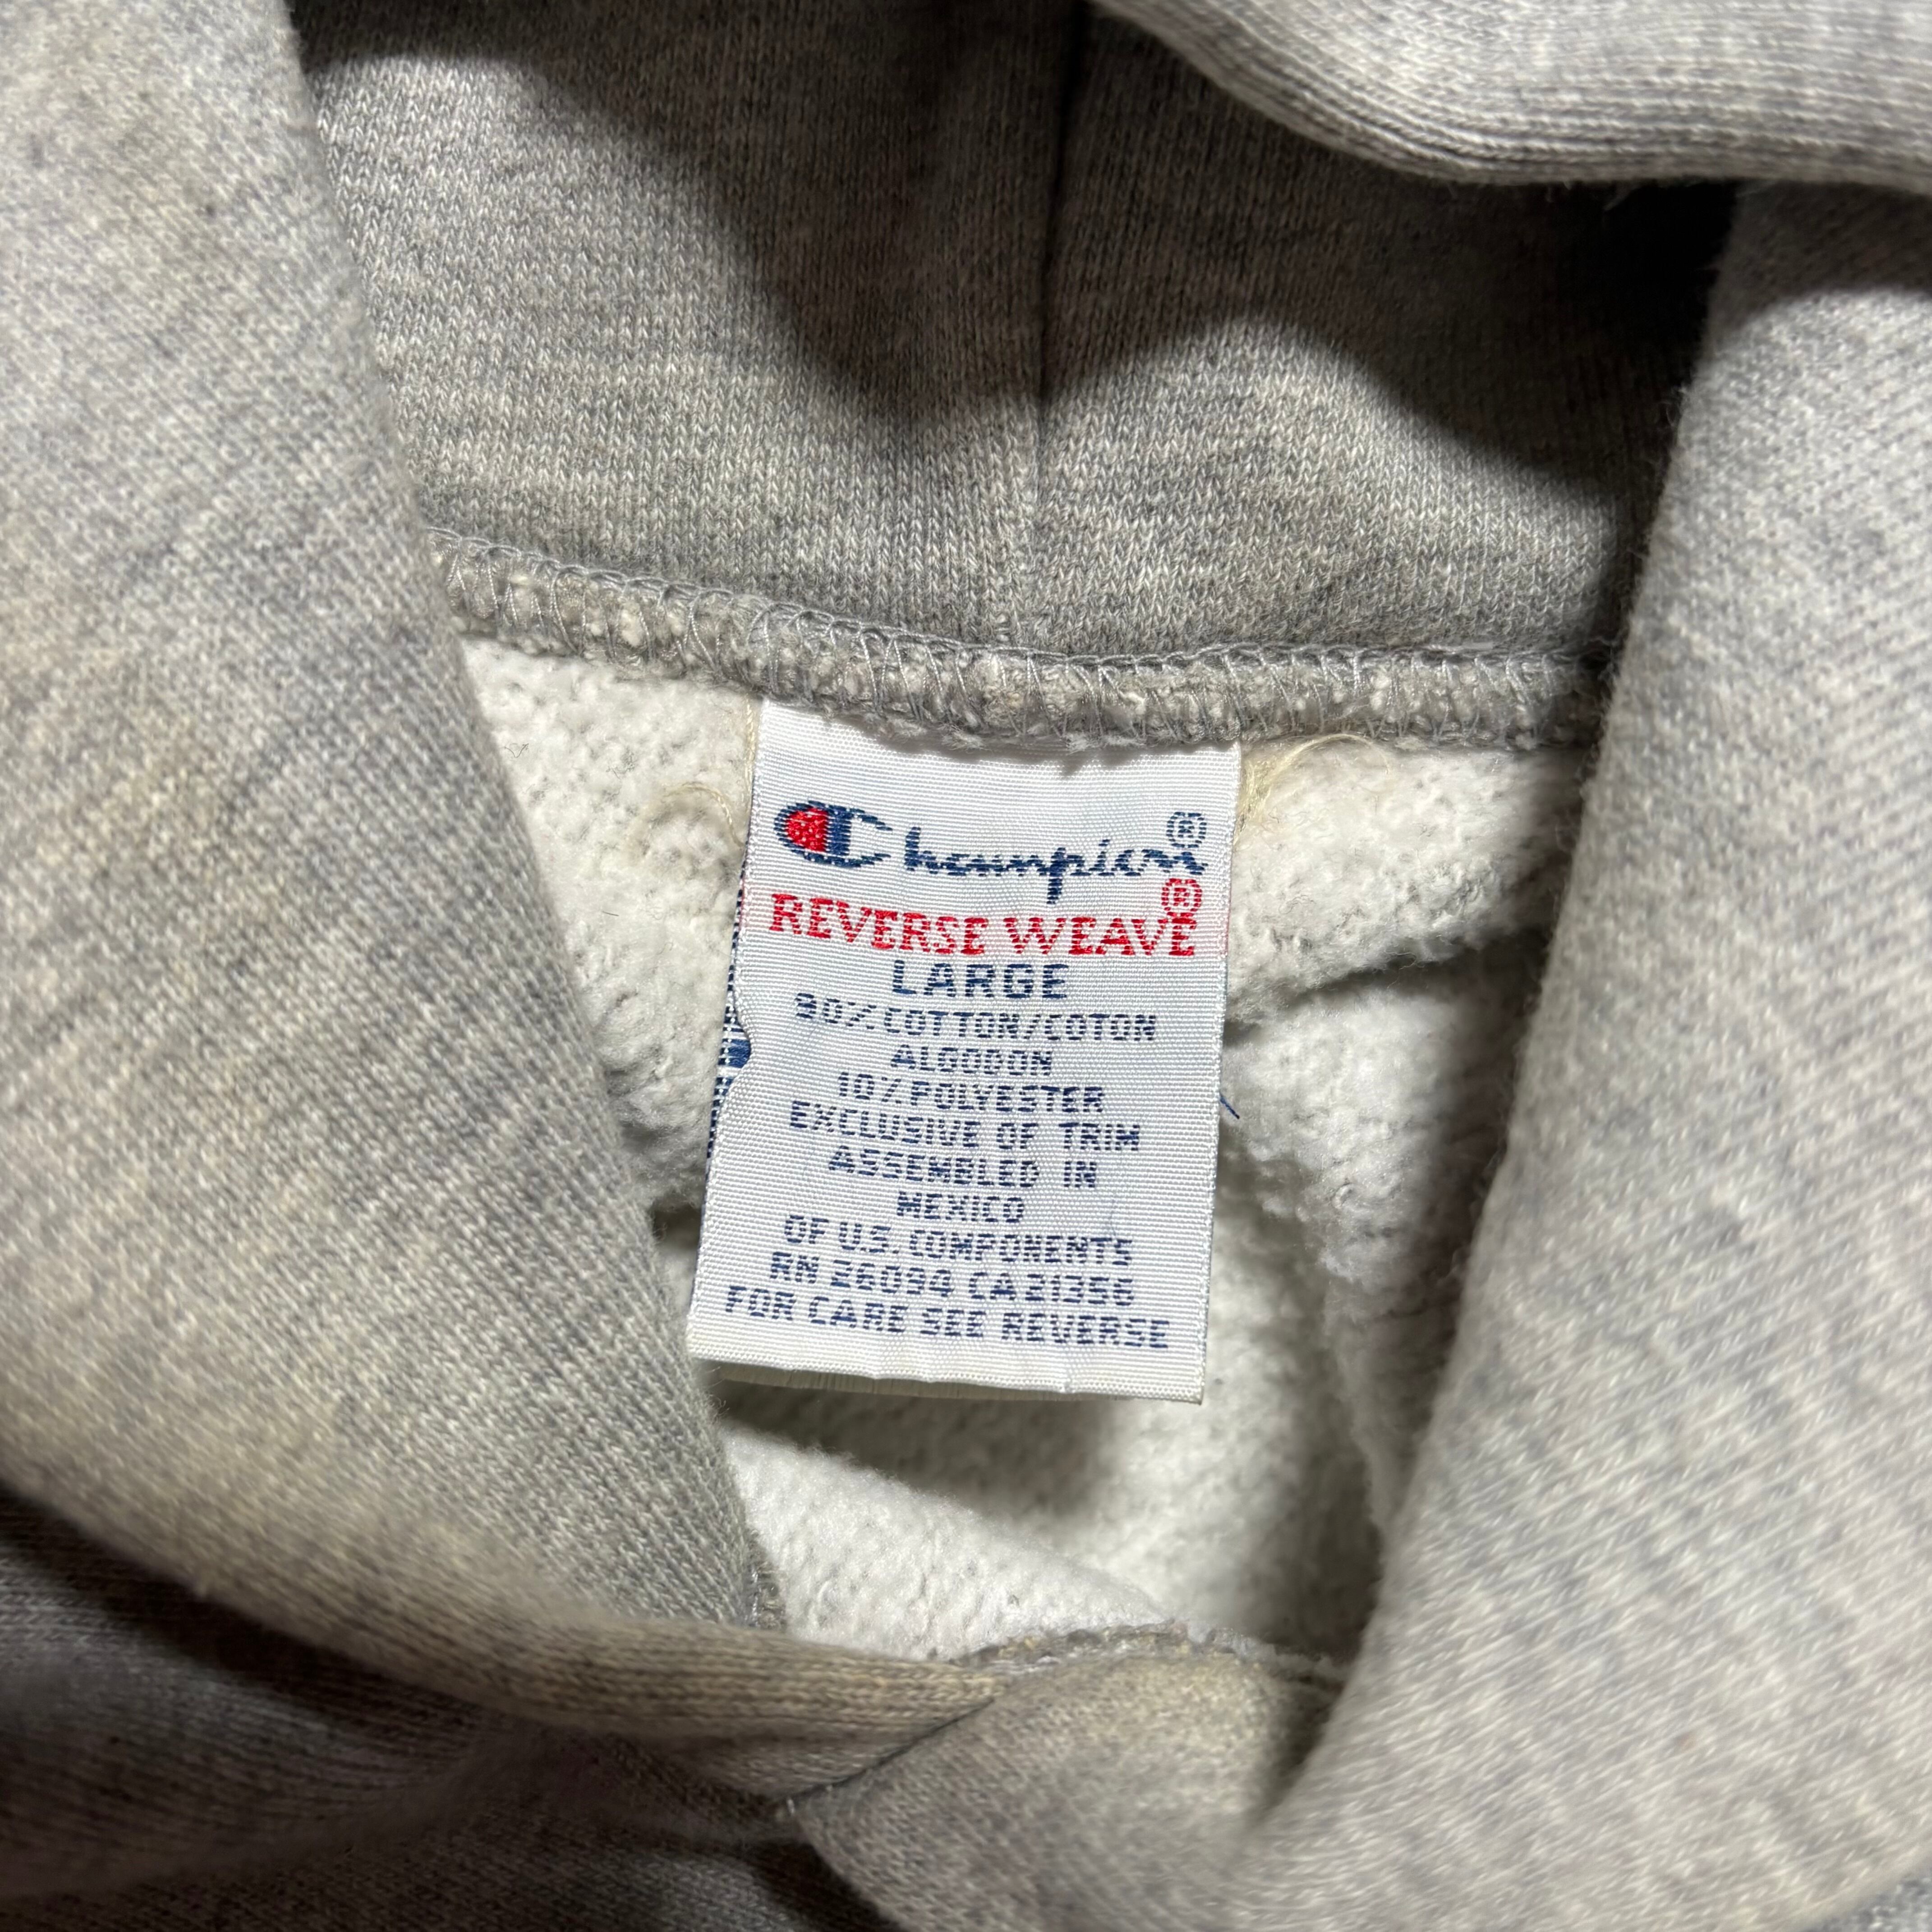 Champion®
REVERSE WEAVE®
LARGE
90% COTTON/COTON
ALGODON
10% POLYESTER
EXCLUSIVE OF TRIM
ASSEMBLED IN
MEXICO
OF U.S. COMPONENTS
RN 26094 CA 21356
FOR CARE SEE REVERSE